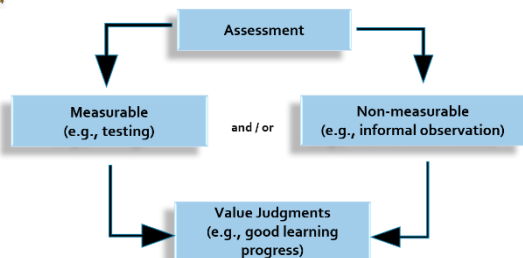 Assessment
Measurable
(e.g., testing)
and / or
Non-measurable
(e.g., informal observation)
Value Judgments
(e.g., good learning
progress)